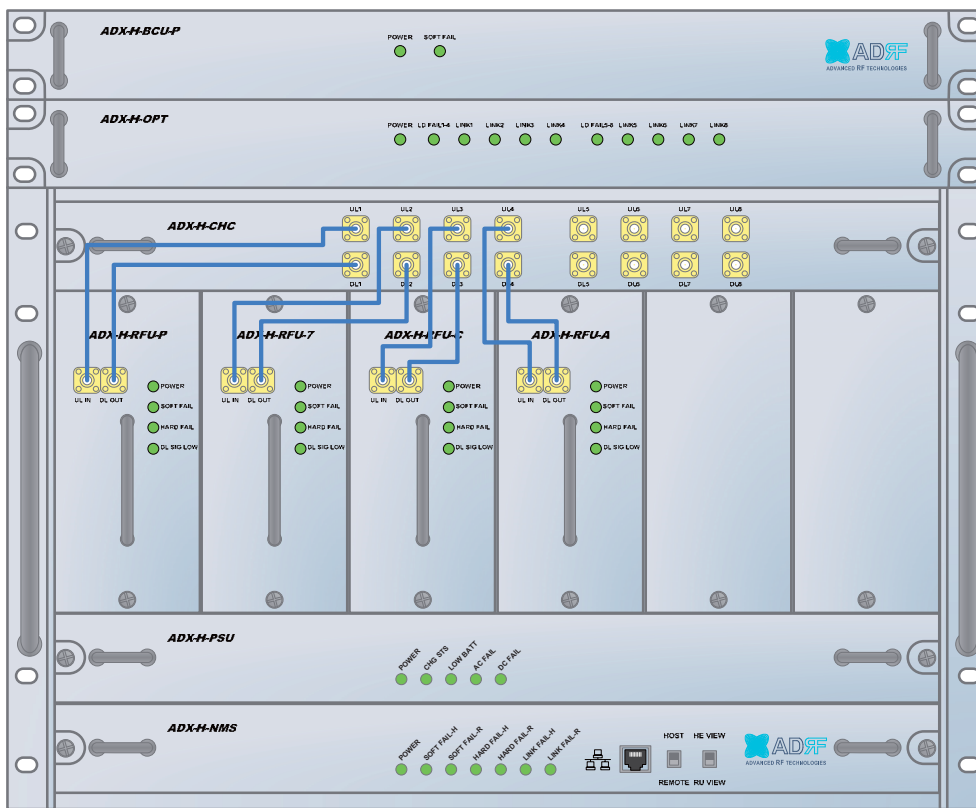 ADX-H-BCU-P
POWER SOFT FAIL
ADRF
ADVANCED RF TECHNOLOGIES
ADX-H-OPT
POWER LD FAIL1-4 LINK1 LINK2 LINK3 LINK4 LD FAIL5-8 LINK5 LINK6 LINK7 LINK8
ADX-H-CHC
UL1 UL2 UL3 UL4 UL5 UL6 UL7 UL8
DL1 DL2 DL3 DL4 DL5 DL6 DL7 DL8
ADX-H-RFU-P ADX-H-RFU-7 ADX-H-RFU-C ADX-H-RFU-A
UL IN DL OUT UL IN DL OUT UL IN DL OUT UL IN DL OUT
POWER POWER POWER POWER
SOFT FAIL SOFT FAIL SOFT FAIL SOFT FAIL
HARD FAIL HARD FAIL HARD FAIL HARD FAIL
DL SIG LOW DL SIG LOW DL SIG LOW DL SIG LOW
ADX-H-PSU
POWER CHG STS LOW BATT AC FAIL DC FAIL
ADX-H-NMS
POWER SOFT FAIL-H SOFT FAIL-R HARD FAIL-H HARD FAIL-R LINK FAIL-H LINK FAIL-R
HOST HE VIEW
REMOTE RU VIEW
ADRF
ADVANCED RF TECHNOLOGIES